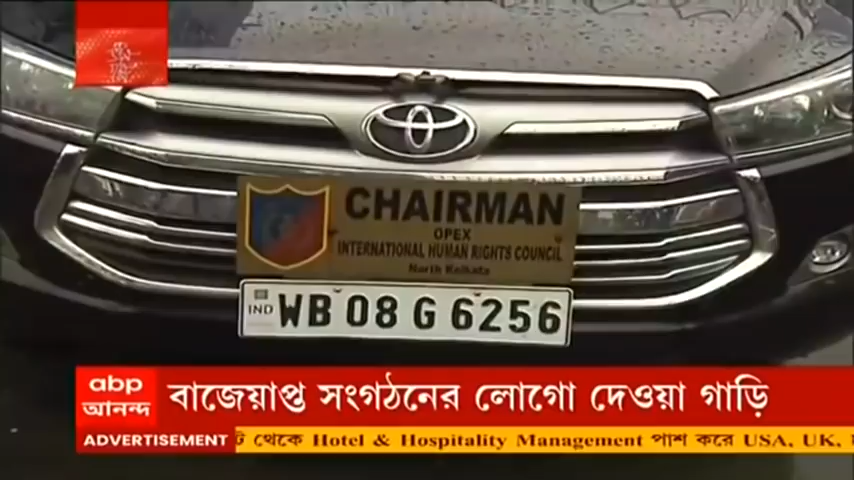 CHAIRMAN
OPEX
INTERNATIONAL HUMAN RIGHTS COUNCIL
North Kolkata
IND
WB 08 G 6256
abp
আনন্দ
বাজেয়াপ্ত সংগঠনের লোগো দেওয়া গাড়ি
ADVERTISEMENT
থেকে Hotel & Hospitality Management পাশ করে USA, UK,